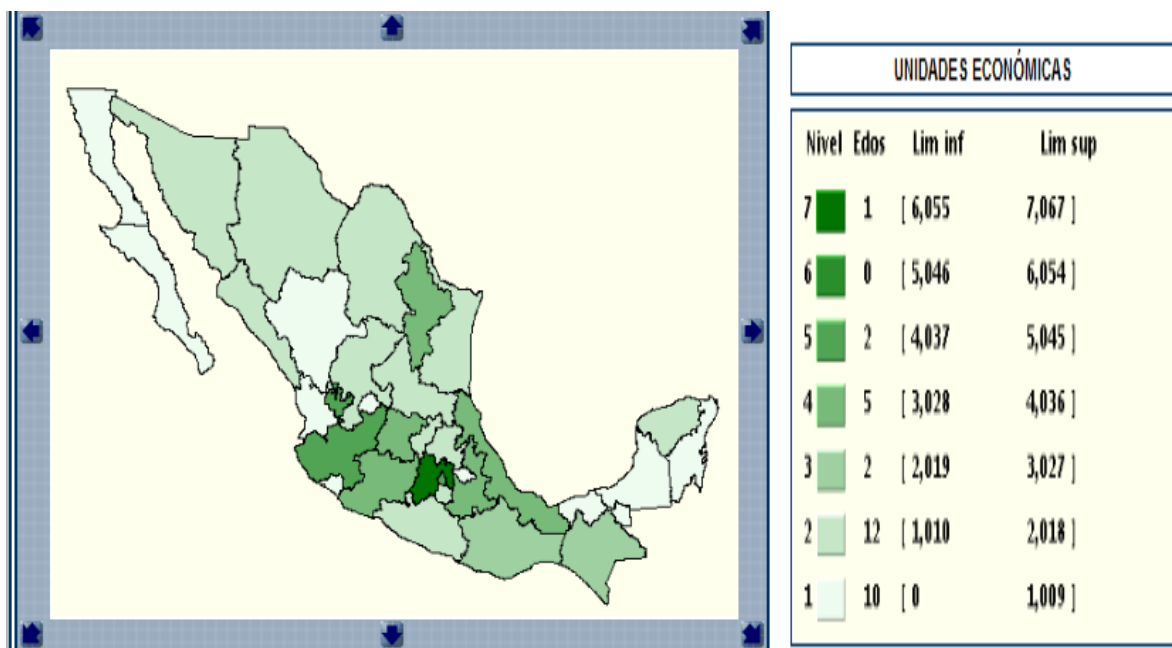 UNIDADES ECONÓMICAS
Nivel Edos Lim inf Lim sup
7 1 [ 6,055 7,067 ]
6 0 [ 5,046 6,054 ]
5 2 [ 4,037 5,045 ]
4 5 [ 3,028 4,036 ]
3 2 [ 2,019 3,027 ]
2 12 [ 1,010 2,018 ]
1 10 [ 0 1,009 ]